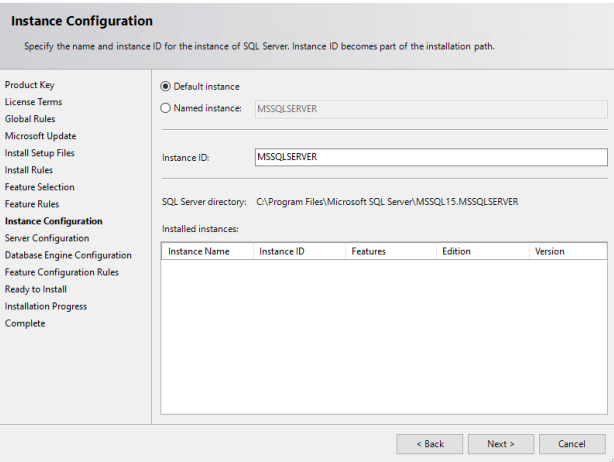 Instance Configuration
Specify the name and instance ID for the instance of SQL Server. Instance ID becomes part of the installation path.
Product Key
License Terms
Global Rules
Microsoft Update
Install Setup Files
Install Rules
Feature Selection
Feature Rules
Instance Configuration
Server Configuration
Database Engine Configuration
Feature Configuration Rules
Ready to Install
Installation Progress
Complete
Default instance
Named instance: MSSQLSERVER
Instance ID: MSSQLSERVER
SQL Server directory: C:\Program Files\Microsoft SQL Server\MSSQL15.MSSQLSERVER
Installed instances:
Instance Name Instance ID Features Edition Version
< Back Next > Cancel